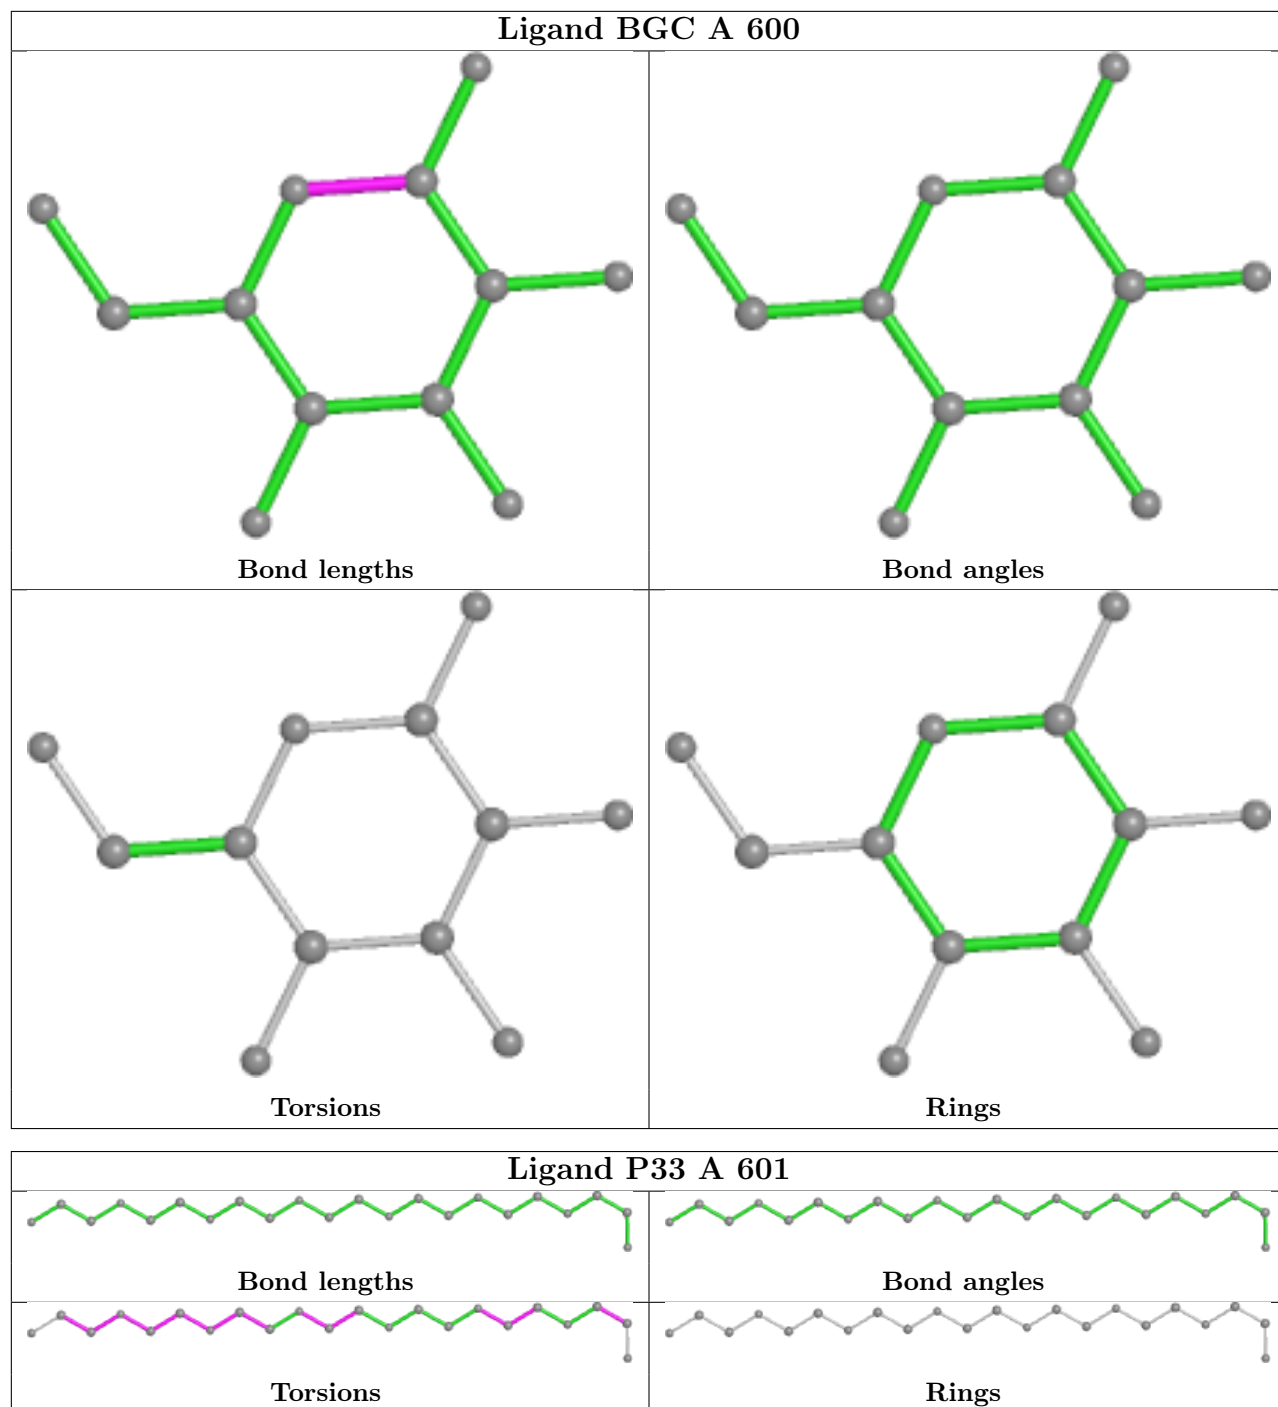 Ligand BGC A 600
Bond lengths
Bond angles
Torsions
Rings
Ligand P33 A 601
Bond lengths
Bond angles
Torsions
Rings